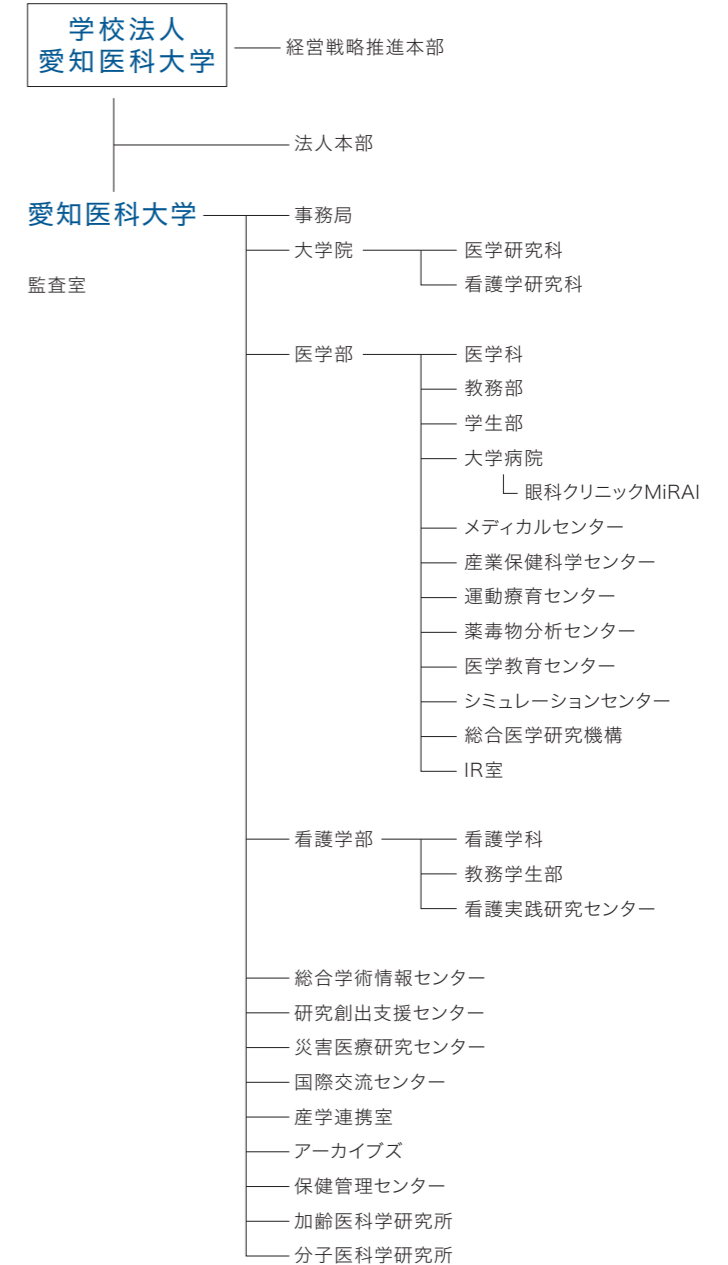 学校法人
愛知医科大学
経営戦略推進本部
法人本部
愛知医科大学
事務局
大学院
医学研究科
監査室
看護学研究科
医学部
医学科
教務部
学生部
大学病院
眼科クリニックMiRAI
メディカルセンター
産業保健科学センター
運動療育センター
薬毒物分析センター
医学教育センター
シミュレーションセンター
総合医学研究機構
IR室
看護学部
看護学科
教務学生部
看護実践研究センター
総合学術情報センター
研究創出支援センター
災害医療研究センター
国際交流センター
産学連携室
アーカイブズ
保健管理センター
加齢医科学研究所
分子医科学研究所